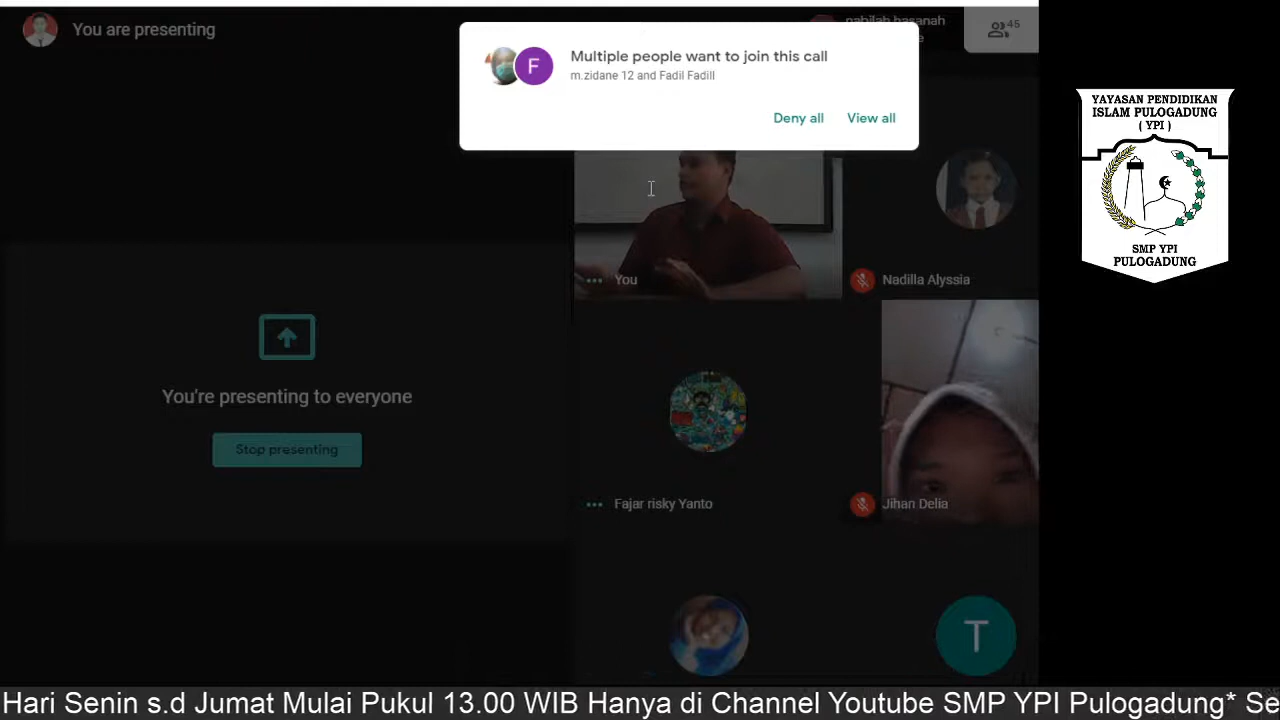 You are presenting
nabilah hasanah
45
Multiple people want to join this call
F
m.zidane 12 and Fadil Fadill
Deny all
View all
YAYASAN PENDIDIKAN
ISLAM PULOGADUNG
( YPI )
SMP YPI
PULOGADUNG
You
Nadilla Alyssia
You're presenting to everyone
Stop presenting
Fajar risky Yanto
Jihan Delia
T
Hari Senin s.d Jumat Mulai Pukul 13.00 WIB Hanya di Channel Youtube SMP YPI Pulogadung* Se